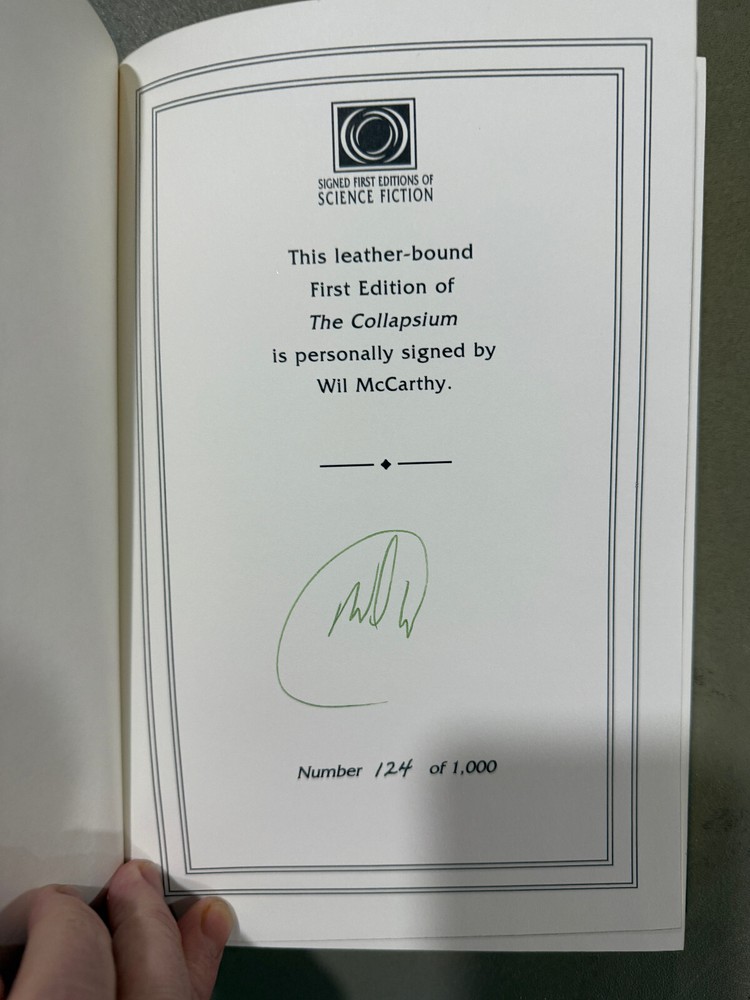 SIGNED FIRST EDITIONS OF
SCIENCE FICTION
This leather-bound
First Edition of
The Collapsium
is personally signed by
Wil McCarthy.
Number 124 of 1,000